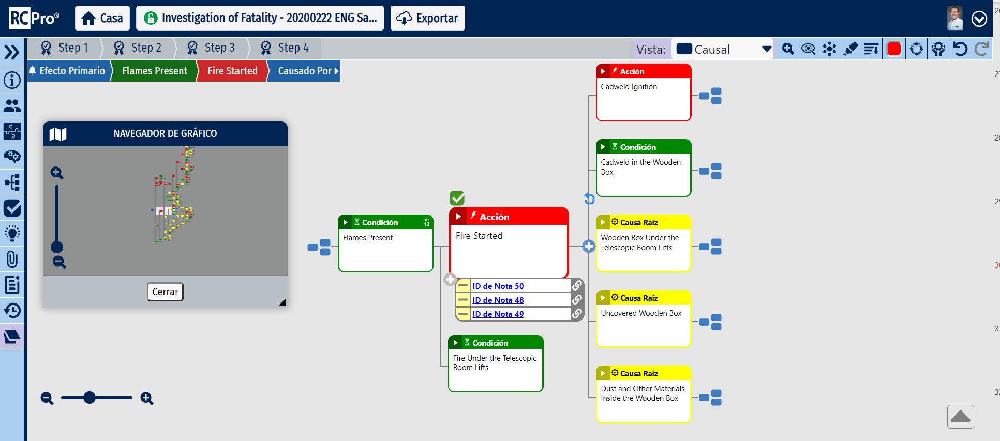 RC Pro®
Casa
Investigation of Fatality - 20200222 ENG Sa...
Exportar
Step 1
Step 2
Step 3
Step 4
Vista:
Causal
Efecto Primario
Flames Present
Fire Started
Causado Por
NAVEGADOR DE GRÁFICO
Cerrar
Condición
ID
12
Flames Present
Acción
Fire Started
ID de Nota 50
ID de Nota 48
ID de Nota 49
Condición
Fire Under the Telescopic
Boom Lifts
Acción
Cadweld Ignition
Condición
Cadweld in the Wooden
Box
Causa Raíz
Wooden Box Under the
Telescopic Boom Lifts
Causa Raíz
Uncovered Wooden Box
Causa Raíz
Dust and Other Materials
Inside the Wooden Box